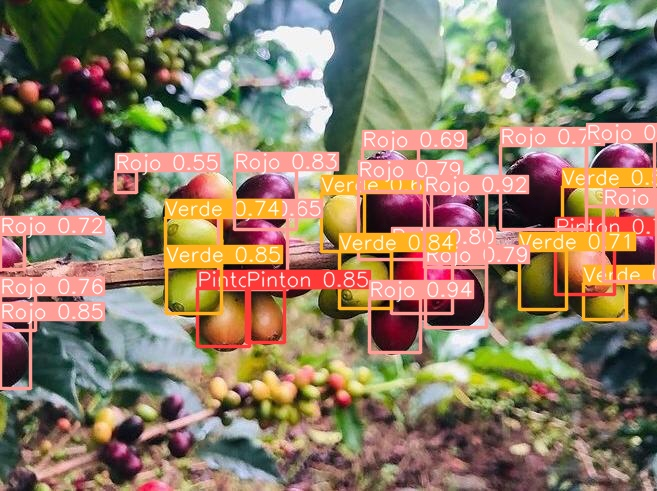 Rojo 0.69
Rojo 0.7
Rojo 0
Rojo 0.55
Rojo 0.83
Rojo 0.79
Verde
Rojo 0.92
Verde 0.
Rojo
Verde 0.74
.65
Rojo 0.72
Pinton 0.
0.80
Verde 0.84
Verde 0.71
Verde 0.85
Rojo 0.79
Verde 0.
Pinto
Pinton 0.85
Rojo 0.76
Rojo 0.94
Rojo 0.85